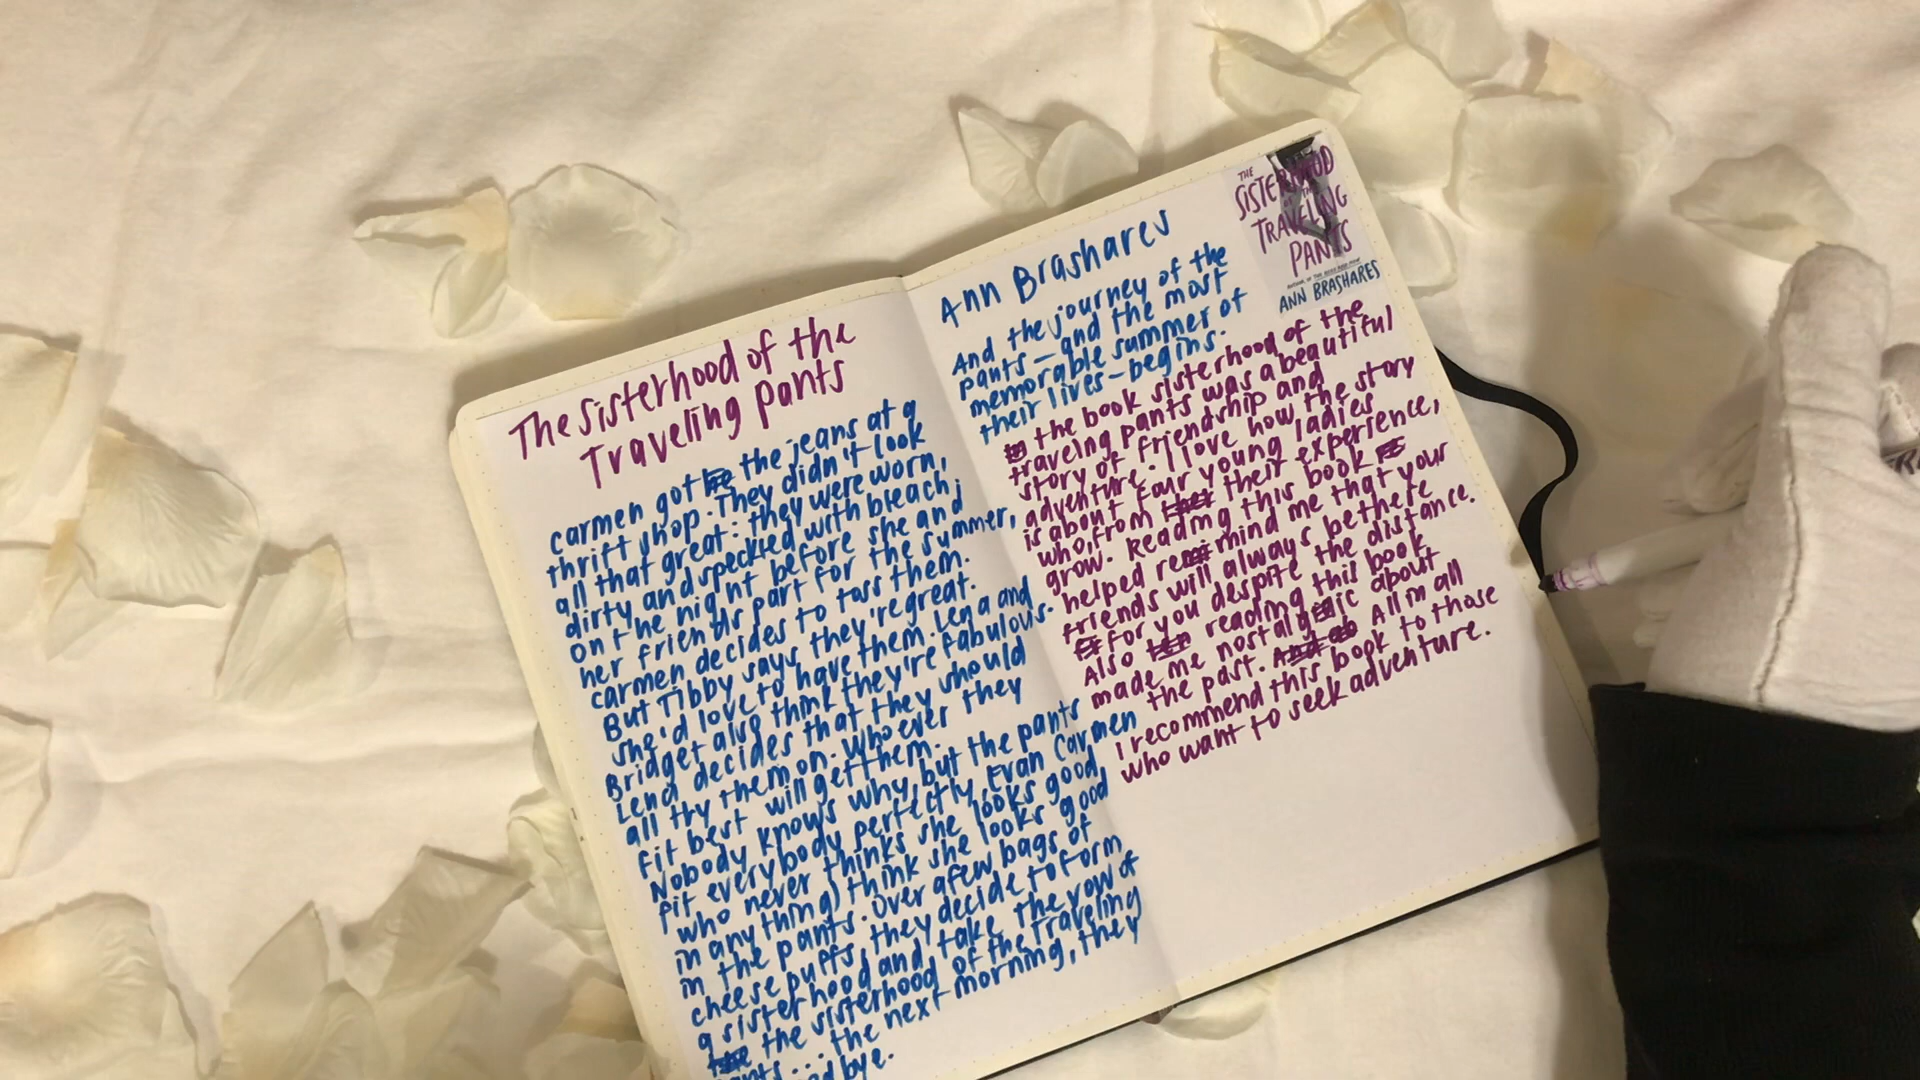 The Sisterhood of the
Traveling pants
carmen got the jeans at a
thrift shop. They didn't look
all that great: they were worn,
dirty and speckled with bleach.
on the night before she and
her friends part for the summer,
carmen decides to toss them.
But Tibby says they're great.
she'd love to have them. Lena and
Bridget also think they're fabulous.
Lena decides that they should
all try them on. Whoever they
fit best will get them.
Nobody knows why, but the pants
fit everybody perfectly. Evan Carmen
who never thinks she looks good
in any thing) think she looks good
in the pants. Over a few bags of
cheese puffs, they decide to form
a sisterhood and take the vow of
the sisterhood of the Traveling
pants... the next morning, they
bye.
Ann Brashares
And the journey of the
pants—and the most
memorable summer of
their lives—begins.
the book sisterhood of the
travelng pants was a beautiful
story of friendship and
adventure. I love how the story
is about four young ladies
who, from their experience,
grow. Reading this book
helped remind me that your
friends will always be there
for you despite the distance.
Also reading this book
made me nostalgic about
the past. All in all
I recommend this book to those
who want to seek adventure.
THE
SISTERHOOD
OF THE
TRAVELING
PANTS
ANN BRASHARES